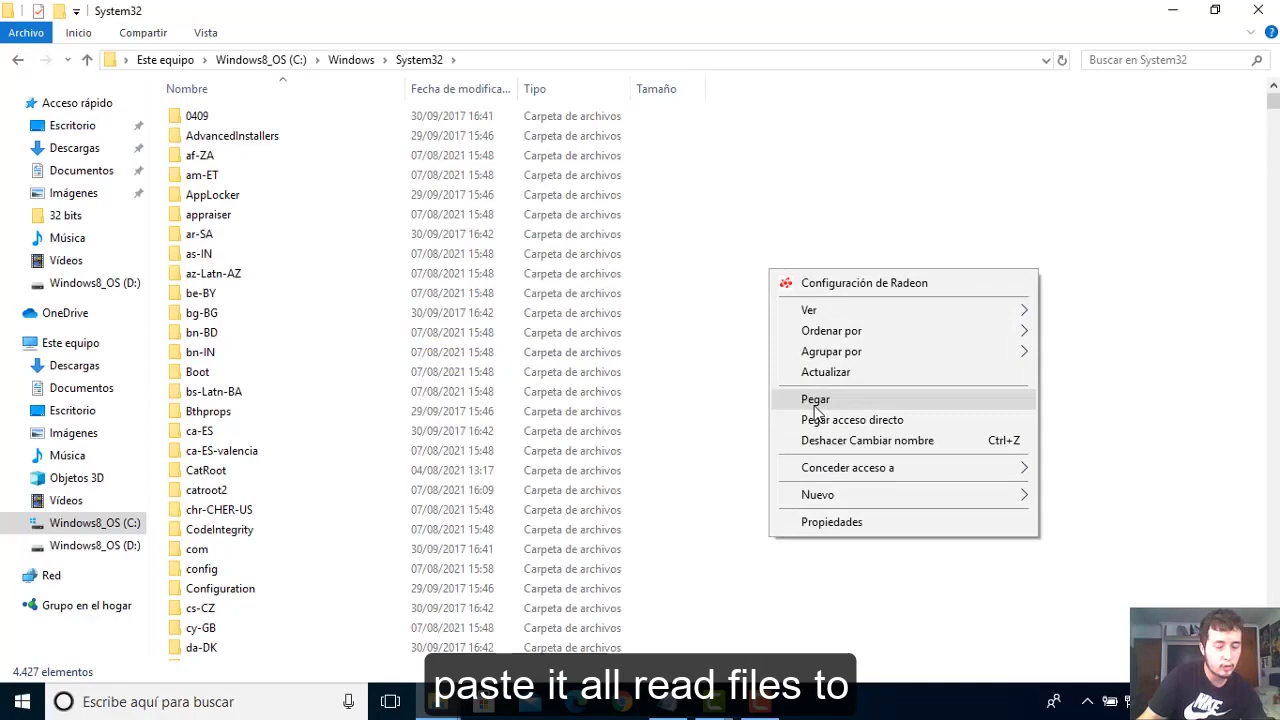 System32
Archivo Inicio Compartir Vista
Este equipo Windows8_OS (C:) Windows System32 Buscar en System32
Nombre Fecha de modifica... Tipo Tamaño
Acceso rápido
Escritorio
Descargas
Documentos
Imágenes
32 bits
Música
Vídeos
Windows8_OS (D:)
OneDrive
Este equipo
Descargas
Documentos
Escritorio
Imágenes
Música
Objetos 3D
Vídeos
Windows8_OS (C:)
Windows8_OS (D:)
Red
Grupo en el hogar
0409 30/09/2017 16:41 Carpeta de archivos
AdvancedInstallers 29/09/2017 15:46 Carpeta de archivos
af-ZA 07/08/2021 15:48 Carpeta de archivos
am-ET 07/08/2021 15:48 Carpeta de archivos
AppLocker 29/09/2017 15:46 Carpeta de archivos
appraiser 07/08/2021 15:48 Carpeta de archivos
ar-SA 30/09/2017 16:42 Carpeta de archivos
as-IN 07/08/2021 15:48 Carpeta de archivos
az-Latn-AZ 07/08/2021 15:48 Carpeta de archivos
be-BY 07/08/2021 15:48 Carpeta de archivos
bg-BG 30/09/2017 16:42 Carpeta de archivos
bn-BD 07/08/2021 15:48 Carpeta de archivos
bn-IN 07/08/2021 15:48 Carpeta de archivos
Boot 07/08/2021 15:48 Carpeta de archivos
bs-Latn-BA 07/08/2021 15:48 Carpeta de archivos
Bthprops 30/09/2017 16:42 Carpeta de archivos
ca-ES 07/08/2021 15:48 Carpeta de archivos
ca-ES-valencia 07/08/2021 15:48 Carpeta de archivos
CatRoot 04/08/2021 13:17 Carpeta de archivos
catroot2 07/08/2021 16:09 Carpeta de archivos
chr-CHER-US 07/08/2021 15:48 Carpeta de archivos
CodeIntegrity 07/08/2021 15:48 Carpeta de archivos
com 30/09/2017 16:41 Carpeta de archivos
config 07/08/2021 15:58 Carpeta de archivos
Configuration 29/09/2017 15:46 Carpeta de archivos
cs-CZ 30/09/2017 16:42 Carpeta de archivos
cy-GB 07/08/2021 15:48 Carpeta de archivos
da-DK 30/09/2017 16:42 Carpeta de archivos
Configuración de Radeon
Ver
Ordenar por
Agrupar por
Actualizar
Pegar
Pegar acceso directo
Deshacer Cambiar nombre Ctrl+Z
Conceder acceso a
Nuevo
Propiedades
4.427 elementos
paste it all read files to
Escribe aquí para buscar